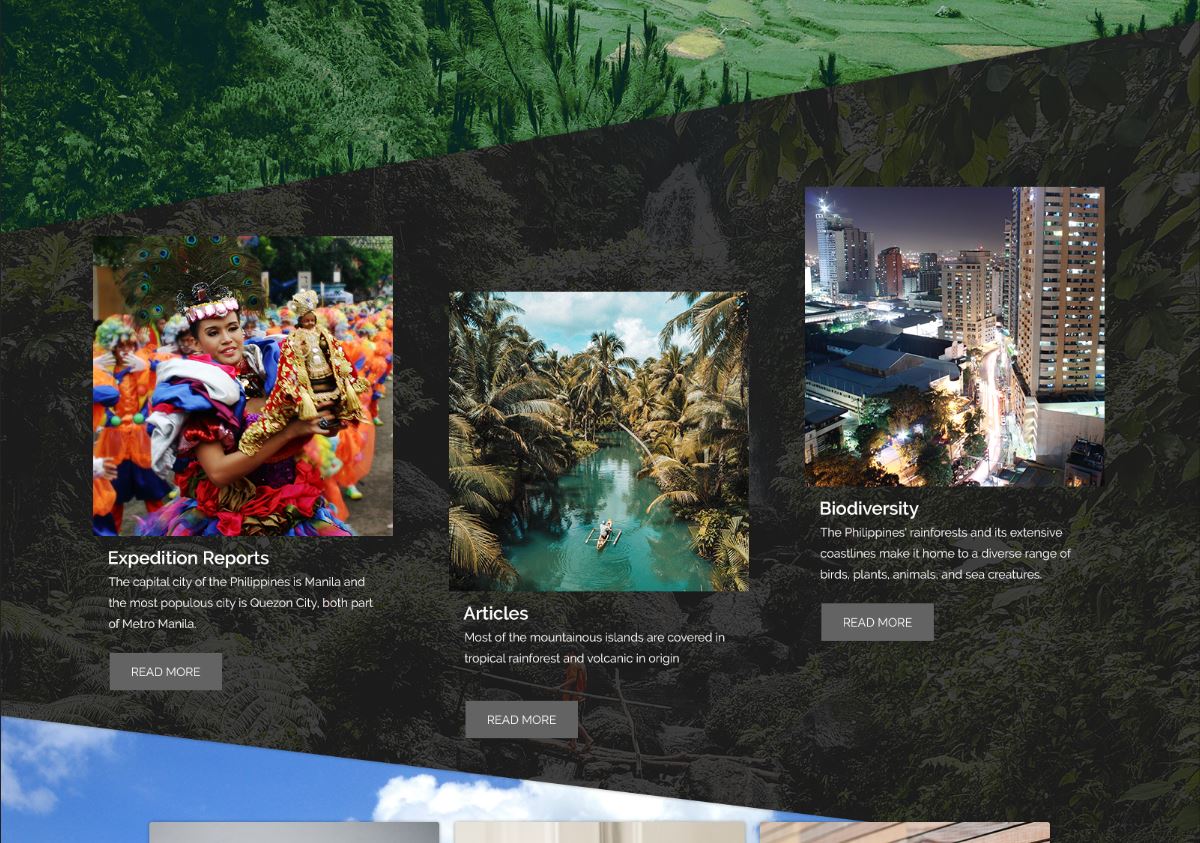 Expedition Reports
The capital city of the Philippines is Manila and
the most populous city is Quezon City, both part
of Metro Manila.
READ MORE
Articles
Most of the mountainous islands are covered in
tropical rainforest and volcanic in origin
READ MORE
Biodiversity
The Philippines' rainforests and its extensive
coastlines make it home to a diverse range of
birds, plants, animals, and sea creatures.
READ MORE